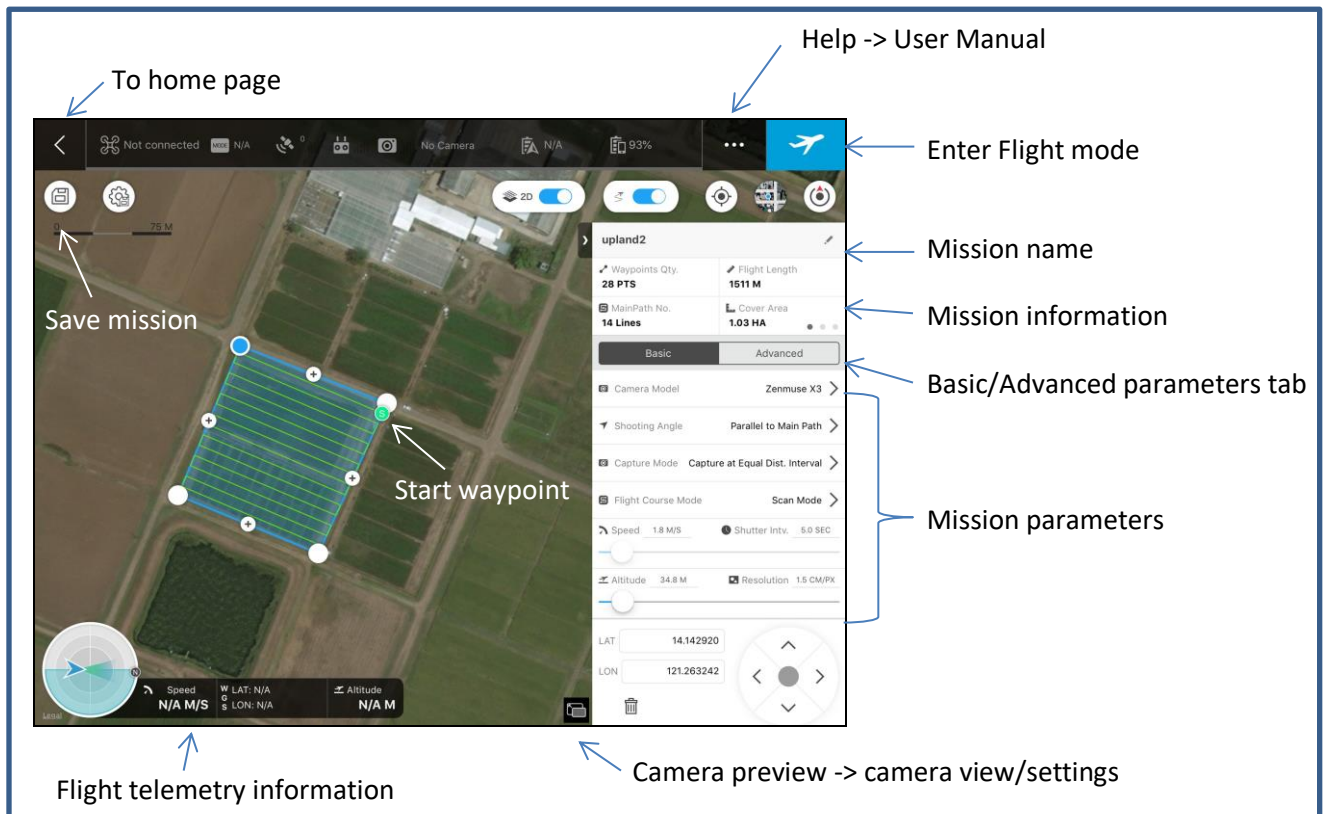 Help -> User Manual
To home page
Not connected MODE N/A 0 No Camera N/A 93%
Enter Flight mode
2D
0 75 M
upland2
Mission name
Waypoints Qty. Flight Length
28 PTS 1511 M
Mission information
MainPath No. Cover Area
14 Lines 1.03 HA
Save mission
Basic Advanced
Basic/Advanced parameters tab
Camera Model Zenmuse X3
Shooting Angle Parallel to Main Path
S
Capture Mode Capture at Equal Dist. Interval
Start waypoint
Flight Course Mode Scan Mode
Mission parameters
Speed 1.8 M/S Shutter Intv. 5.0 SEC
Altitude 34.8 M Resolution 1.5 CM/PX
LAT 14.142920
LON 121.263242
N
Speed WGS LAT: N/A Altitude
N/A M/S LON: N/A N/A M
Legal
Camera preview -> camera view/settings
Flight telemetry information